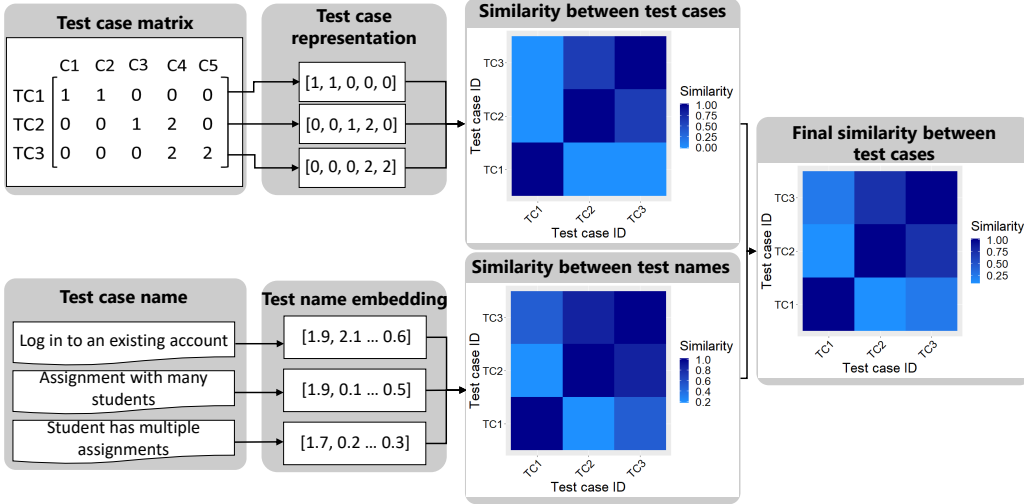 Test case matrix
C1 C2 C3 C4 C5
TC1 1 1 0 0 0
TC2 0 0 1 2 0
TC3 0 0 0 2 2
Test case
representation
[1, 1, 0, 0, 0]
[0, 0, 1, 2, 0]
[0, 0, 0, 2, 2]
Similarity between test cases
Test case ID
TC3
TC2
TC1
TC1 TC2 TC3
Test case ID
Similarity
1.00
0.75
0.50
0.25
0.00
Test case name
Log in to an existing account
Assignment with many
students
Student has multiple
assignments
Test name embedding
[1.9, 2.1 ... 0.6]
[1.9, 0.1 ... 0.5]
[1.7, 0.2 ... 0.3]
Similarity between test names
Test case ID
TC3
TC2
TC1
TC1 TC2 TC3
Test case ID
Similarity
1.0
0.8
0.6
0.4
0.2
Final similarity between
test cases
Test case ID
TC3
TC2
TC1
TC1 TC2 TC3
Test case ID
Similarity
1.00
0.75
0.50
0.25